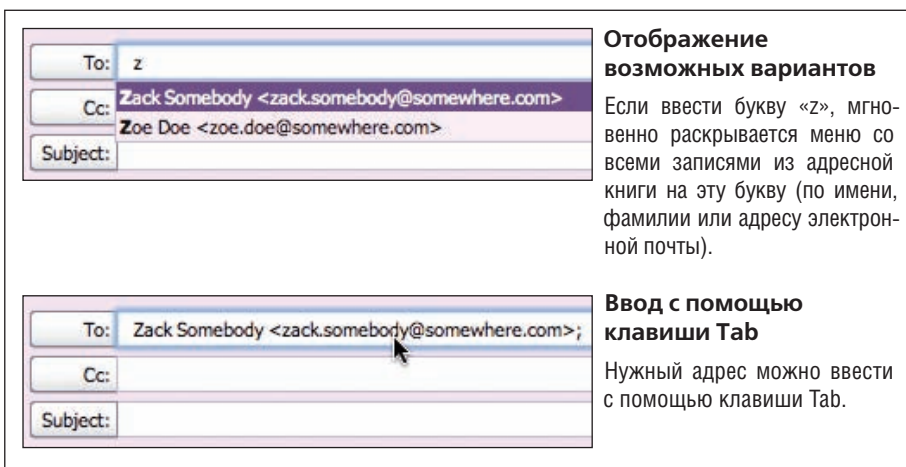 To: z
Zack Somebody <zack.somebody@somewhere.com>
Cc:
Zoe Doe <zoe.doe@somewhere.com>
Subject:
Отображение
возможных вариантов
Если ввести букву «z», мгно-
венно раскрывается меню со
всеми записями из адресной
книги на эту букву (по имени,
фамилии или адресу электрон-
ной почты).
To: Zack Somebody <zack.somebody@somewhere.com>;
Cc:
Subject:
Ввод с помощью
клавиши Tab
Нужный адрес можно ввести
с помощью клавиши Tab.